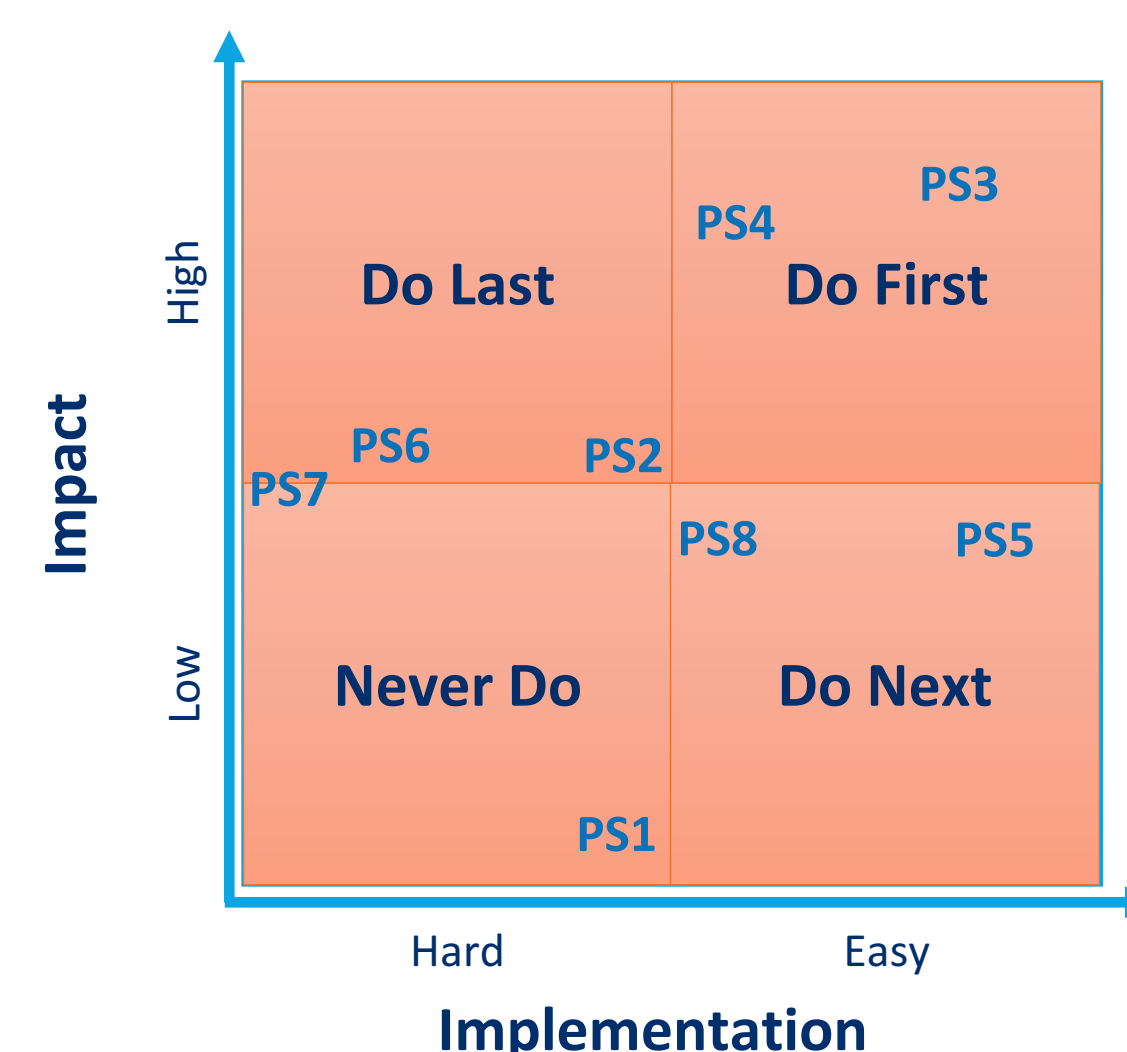 PS3
PS4
Do Last
Do First
High
Impact
PS6
PS2
PS7
PS8
PS5
Low
Never Do
Do Next
PS1
Hard
Easy
Implementation